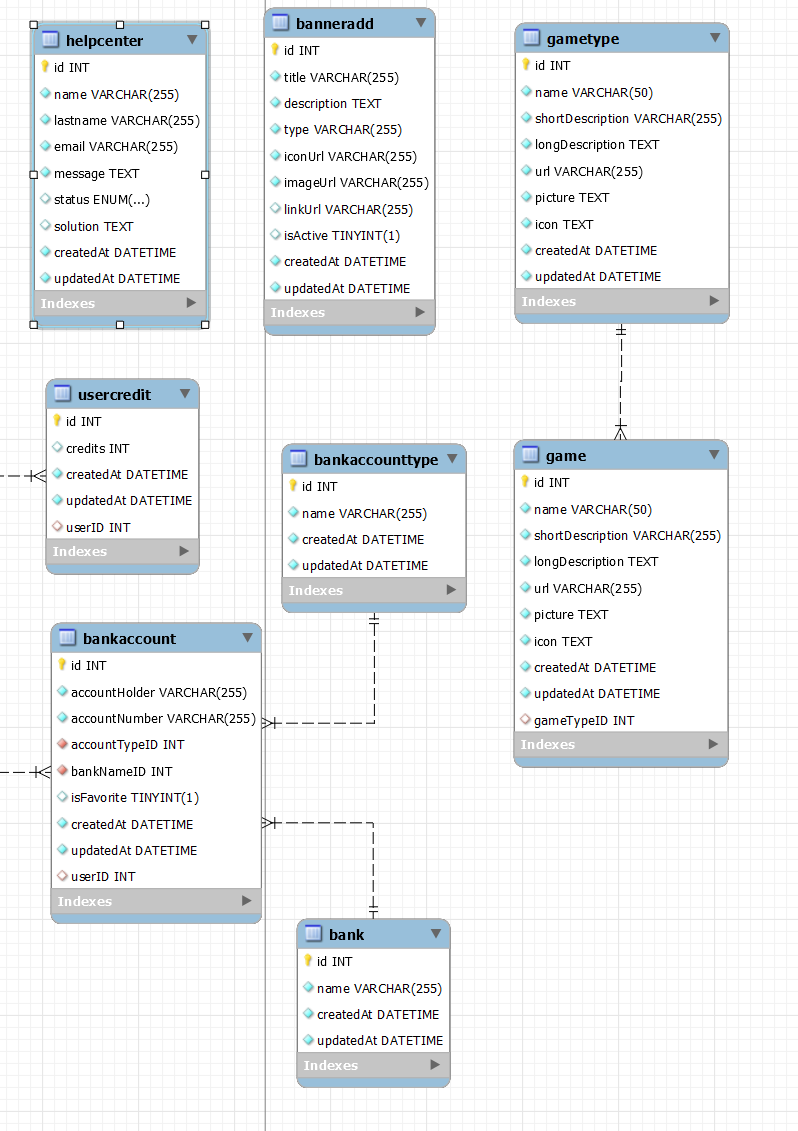 helpcenter
id INT
name VARCHAR(255)
lastname VARCHAR(255)
email VARCHAR(255)
message TEXT
status ENUM(...)
solution TEXT
createdAt DATETIME
updatedAt DATETIME
Indexes
banneradd
id INT
title VARCHAR(255)
description TEXT
type VARCHAR(255)
iconUrl VARCHAR(255)
imageUrl VARCHAR(255)
linkUrl VARCHAR(255)
isActive TINYINT(1)
createdAt DATETIME
updatedAt DATETIME
Indexes
gametype
id INT
name VARCHAR(50)
shortDescription VARCHAR(255)
longDescription TEXT
url VARCHAR(255)
picture TEXT
icon TEXT
createdAt DATETIME
updatedAt DATETIME
Indexes
usercredit
id INT
credits INT
createdAt DATETIME
updatedAt DATETIME
userID INT
Indexes
bankaccounttype
id INT
name VARCHAR(255)
createdAt DATETIME
updatedAt DATETIME
Indexes
game
id INT
name VARCHAR(50)
shortDescription VARCHAR(255)
longDescription TEXT
url VARCHAR(255)
picture TEXT
icon TEXT
createdAt DATETIME
updatedAt DATETIME
gameTypeID INT
Indexes
bankaccount
id INT
accountHolder VARCHAR(255)
accountNumber VARCHAR(255)
accountTypeID INT
bankNameID INT
isFavorite TINYINT(1)
createdAt DATETIME
updatedAt DATETIME
userID INT
Indexes
bank
id INT
name VARCHAR(255)
createdAt DATETIME
updatedAt DATETIME
Indexes